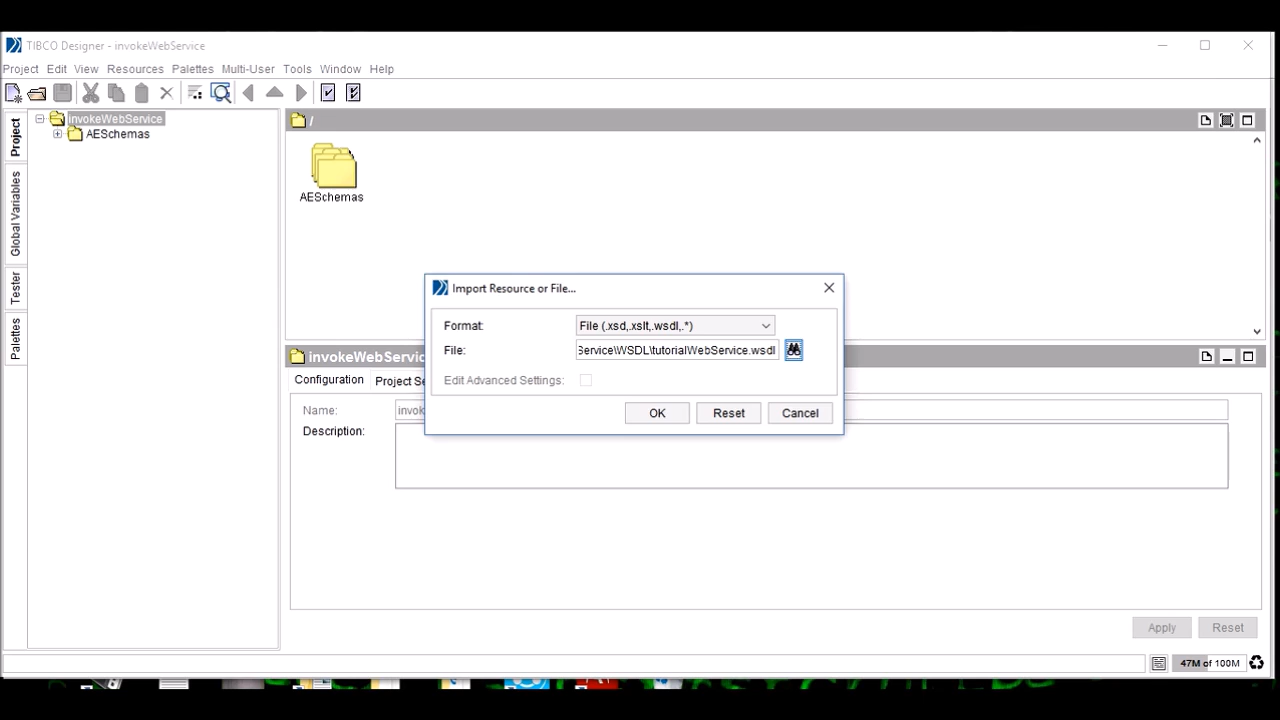 TIBCO Designer - invokeWebService
Project Edit View Resources Palettes Multi-User Tools Window Help
Project
Global Variables
Tester
Palettes
invokeWebService
AESchemas
/
AESchemas
Import Resource or File...
Format: File (.xsd,.xslt,.wsdl,.*)
File: Service\WSDL\tutorialWebService.wsdl
Edit Advanced Settings:
OK Reset Cancel
invokeWebServic
Configuration Project Se
Name: invok
Description:
Apply Reset
47M of 100M